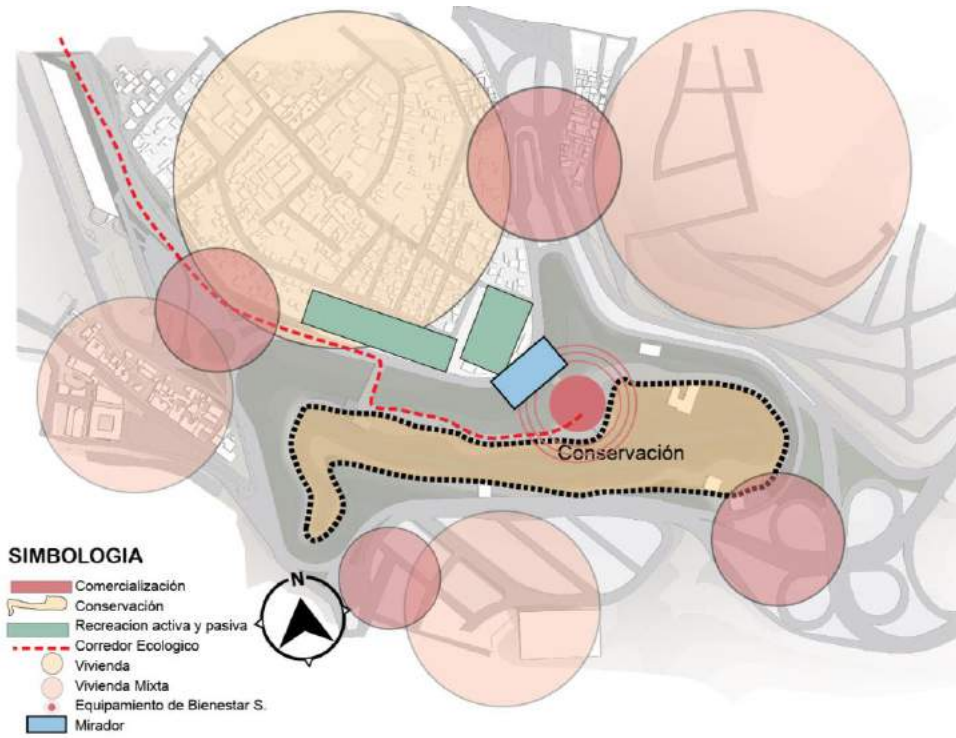 Conservación
SIMBOLOGIA
Comercialización
Conservación
Recreacion activa y pasiva
Corredor Ecologico
Vivienda
Vivienda Mixta
Equipamiento de Bienestar S.
Mirador
N